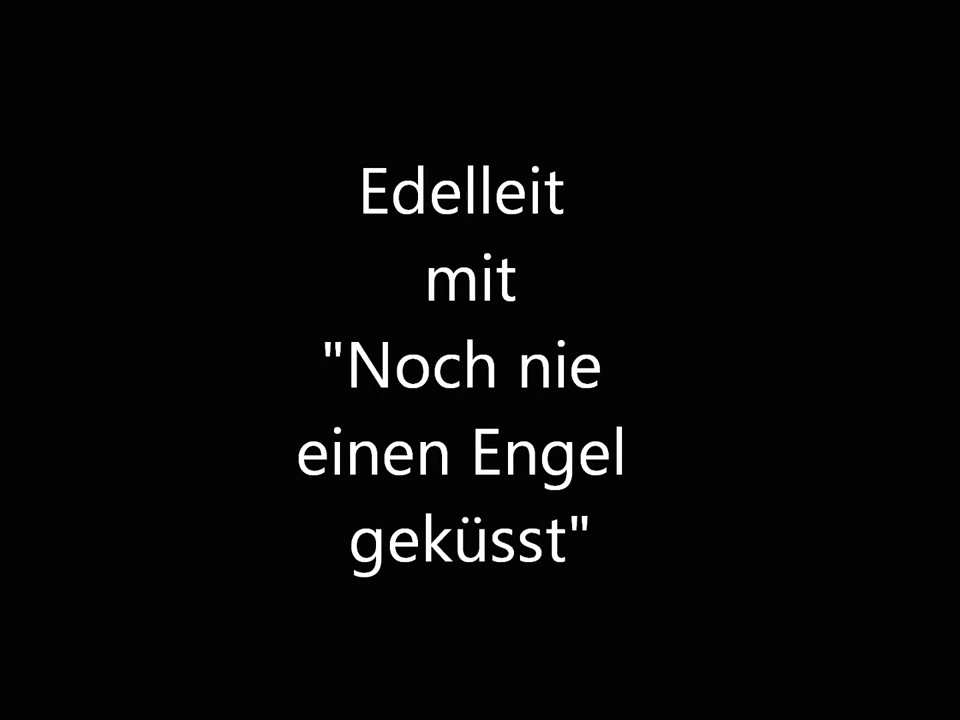 Edelleit
mit
"Noch nie
einen Engel
geküsst"